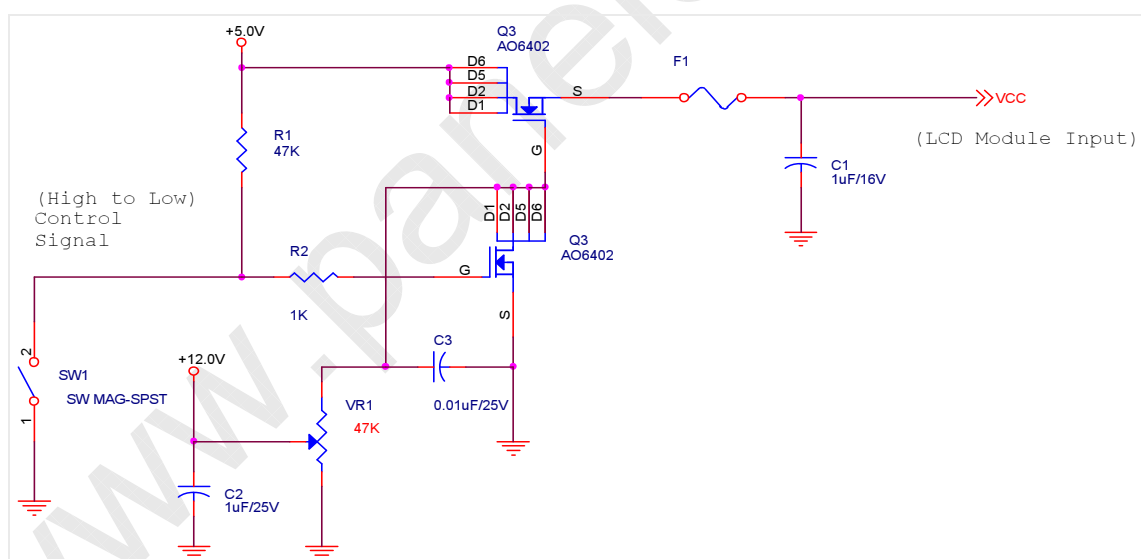 +5.0V
Q3
AO6402
D6
D5
D2
D1
S
G
F1
VCC
(LCD Module Input)
R1
47K
C1
1uF/16V
(High to Low)
Control
Signal
D1
D2
D5
D6
Q3
AO6402
R2
1K
G
S
2
1
SW1
SW MAG-SPST
+12.0V
C3
0.01uF/25V
VR1
47K
C2
1uF/25V
www.panel